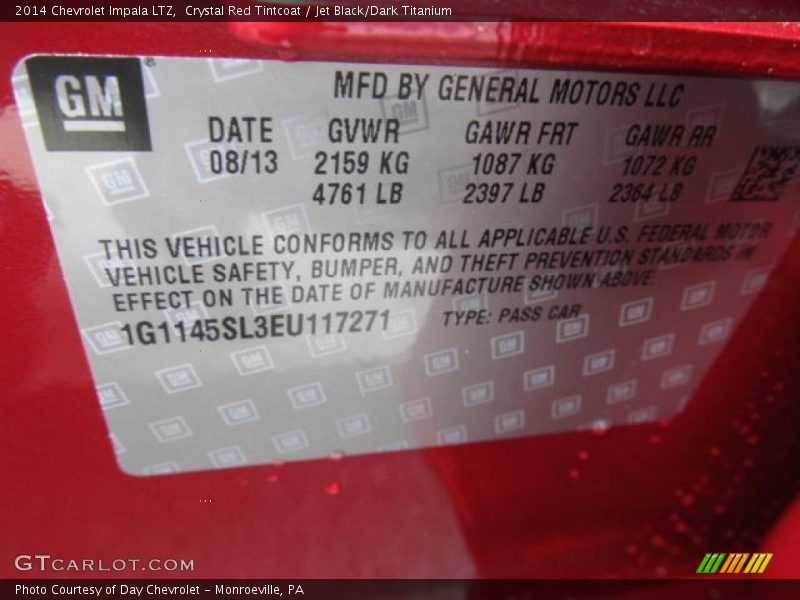 2014 Chevrolet Impala LTZ,  Crystal Red Tintcoat / Jet Black/Dark Titanium
GM
®
MFD BY GENERAL MOTORS LLC
DATE GVWR GAWR FRT GAWR RR
08/13 2159 KG 1087 KG 1072 KG
4761 LB 2397 LB 2364 LB
THIS VEHICLE CONFORMS TO ALL APPLICABLE U.S. FEDERAL MOTOR
VEHICLE SAFETY, BUMPER, AND THEFT PREVENTION STANDARDS IN
EFFECT ON THE DATE OF MANUFACTURE SHOWN ABOVE.
1G1145SL3EU117271 TYPE: PASS CAR
GTCARLOT.COM
Photo Courtesy of Day Chevrolet - Monroeville, PA